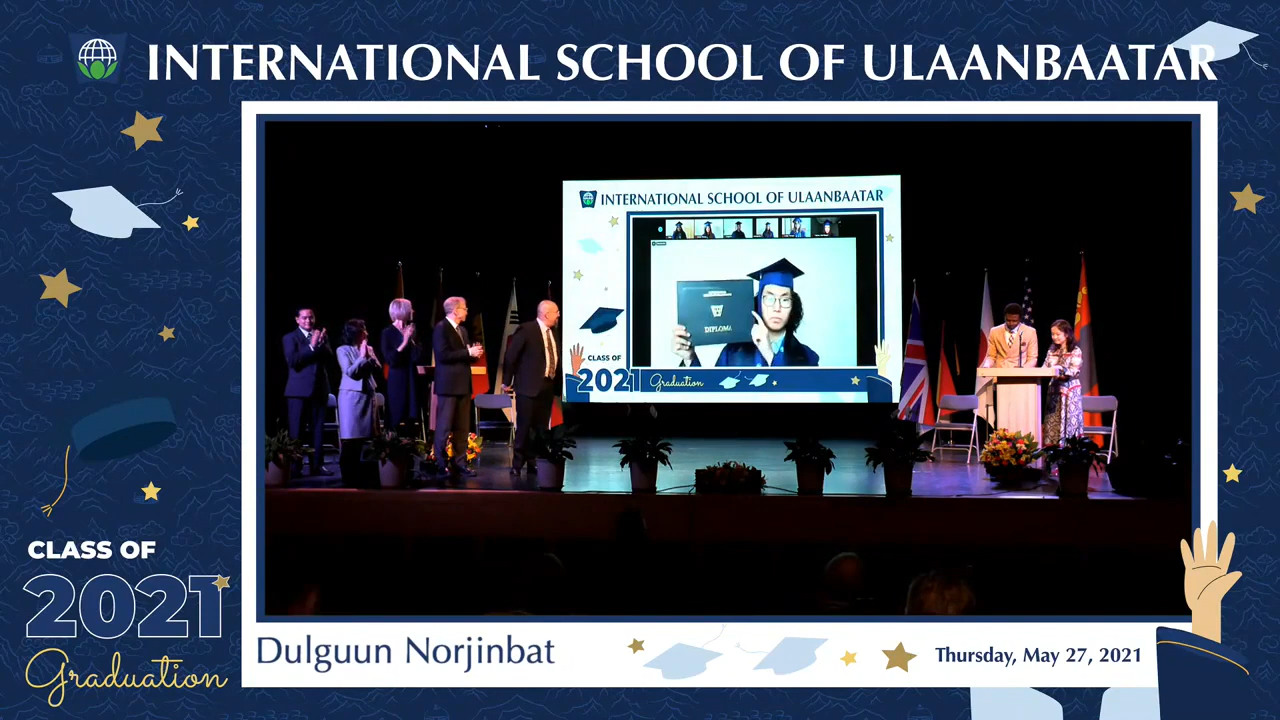 INTERNATIONAL SCHOOL OF ULAANBAATAR
INTERNATIONAL SCHOOL OF ULAANBAATAR
DIPLOMA
CLASS OF
2021
Graduation
CLASS OF
2021
Graduation
Dulguun Norjinbat
Thursday, May 27, 2021